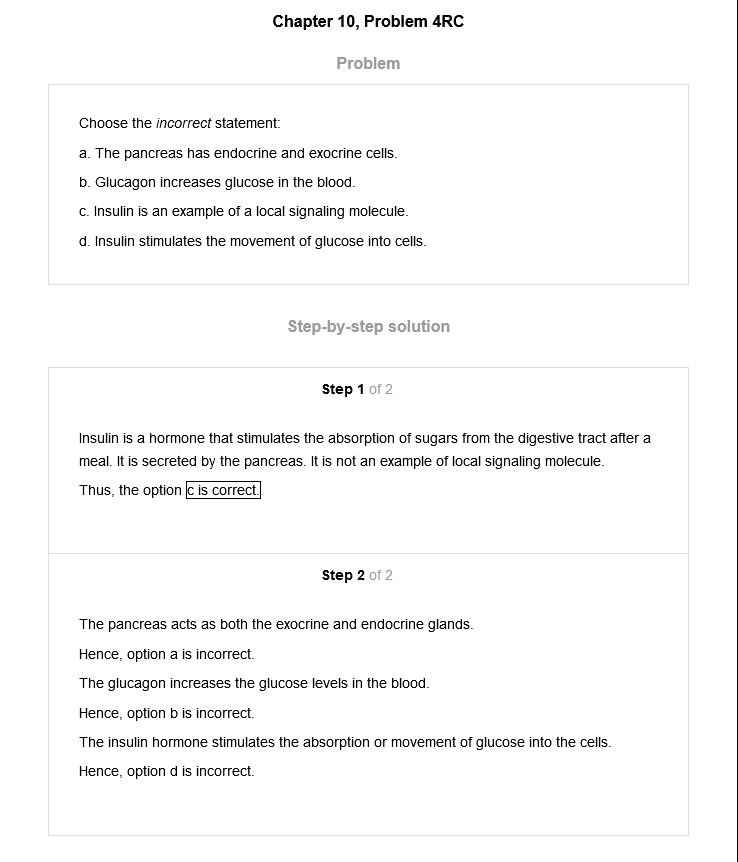 Chapter 10, Problem 4RC
Problem
Choose the incorrect statement:
a. The pancreas has endocrine and exocrine cells.
b. Glucagon increases glucose in the blood.
c. Insulin is an example of a local signaling molecule.
d. Insulin stimulates the movement of glucose into cells.
Step-by-step solution
Step 1 of 2
Insulin is a hormone that stimulates the absorption of sugars from the digestive tract after a
meal. It is secreted by the pancreas. It is not an example of local signaling molecule.
Thus, the option c is correct.
Step 2 of 2
The pancreas acts as both the exocrine and endocrine glands.
Hence, option a is incorrect.
The glucagon increases the glucose levels in the blood.
Hence, option b is incorrect.
The insulin hormone stimulates the absorption or movement of glucose into the cells.
Hence, option d is incorrect.